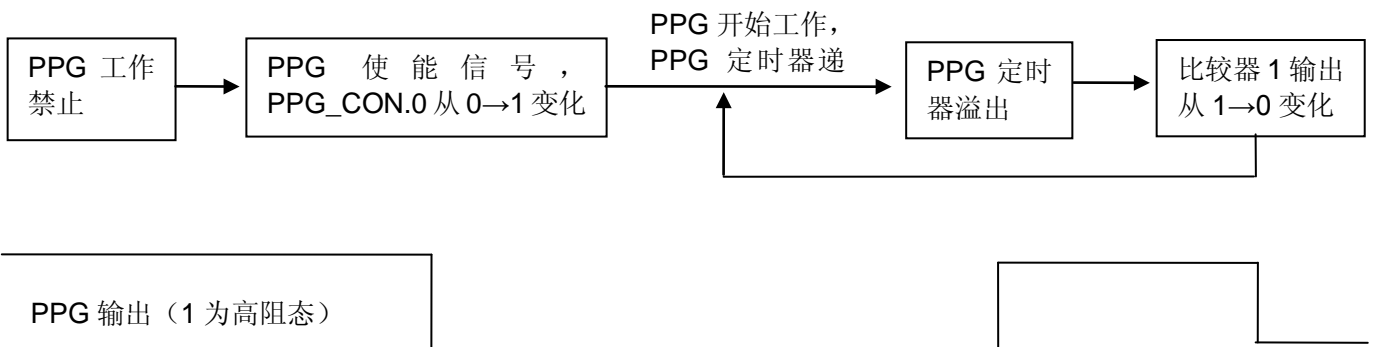 PPG 开始工作，
PPG 定时器递
PPG 工作
禁止
PPG 使能信号，
PPG_CON.0 从 0→1 变化
PPG 定时
器溢出
比较器 1 输出
从 1→0 变化
PPG 输出（1 为高阻态）